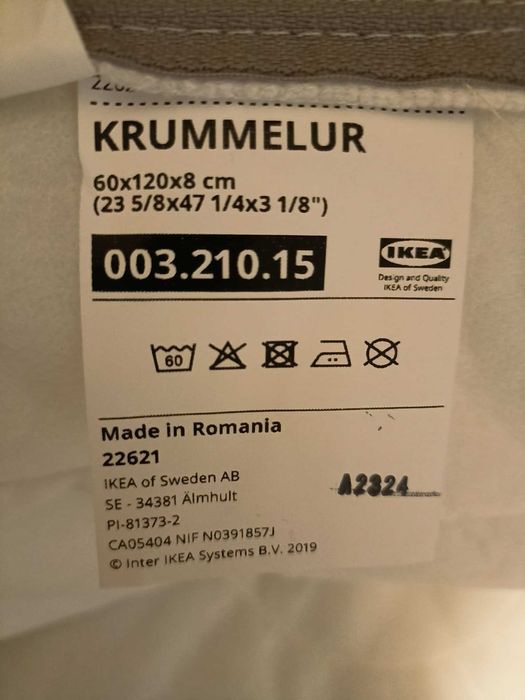 KRUMMELUR
60x120x8 cm
(23 5/8x47 1/4x3 1/8")
003.210.15
IKEA
Design and Quality
IKEA of Sweden
60
Made in Romania
22621
IKEA of Sweden AB
SE - 34381 Älmhult
PI-81373-2
CA05404 NIF N0391857J
© Inter IKEA Systems B.V. 2019
A2324